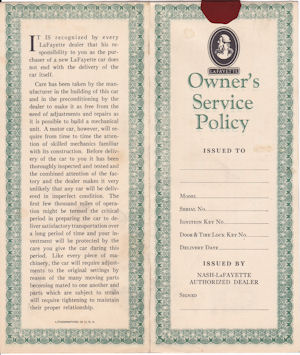 IT IS recognized by every
LaFayette dealer that his re-
sponsibility to you as the pur-
chaser of a new LaFayette car does
not end with the delivery of the
car itself.
Care has been taken by the man-
ufacturer in the building of this car
and in the preconditioning by the
dealer to make it as free from the
need of adjustments and repairs as
it is possible to build a mechanical
unit. A motor car, however, will re-
quire from time to time the atten-
tion of skilled mechanics familiar
with its construction. Before deliv-
ery of the car to you it has been
thoroughly inspected and tested and
the combined attention of the fac-
tory and the dealer makes it very
unlikely that any car will be deliv-
ered in imperfect condition. The
first few thousand miles of opera-
tion might be termed the critical
period in preparing the car to de-
liver satisfactory transportation over
a long period of time and your in-
vestment will be protected by the
care you give the car during this
period. Like every piece of ma-
chinery, the car will require adjust-
ments to the original settings by
reason of the many moving parts
becoming mated to one another and
parts which are subject to strain
will require tightening to maintain
their proper relationship.
LITHOGRAPHED IN U. S. A.
LAFAYETTE
Owner's
Service
Policy
ISSUED TO
MODEL
SERIAL NO.
IGNITION KEY NO.
DOOR & TIRE LOCK KEY NO.
DELIVERY DATE
ISSUED BY
NASH-LAFAYETTE
AUTHORIZED DEALER
SIGNED